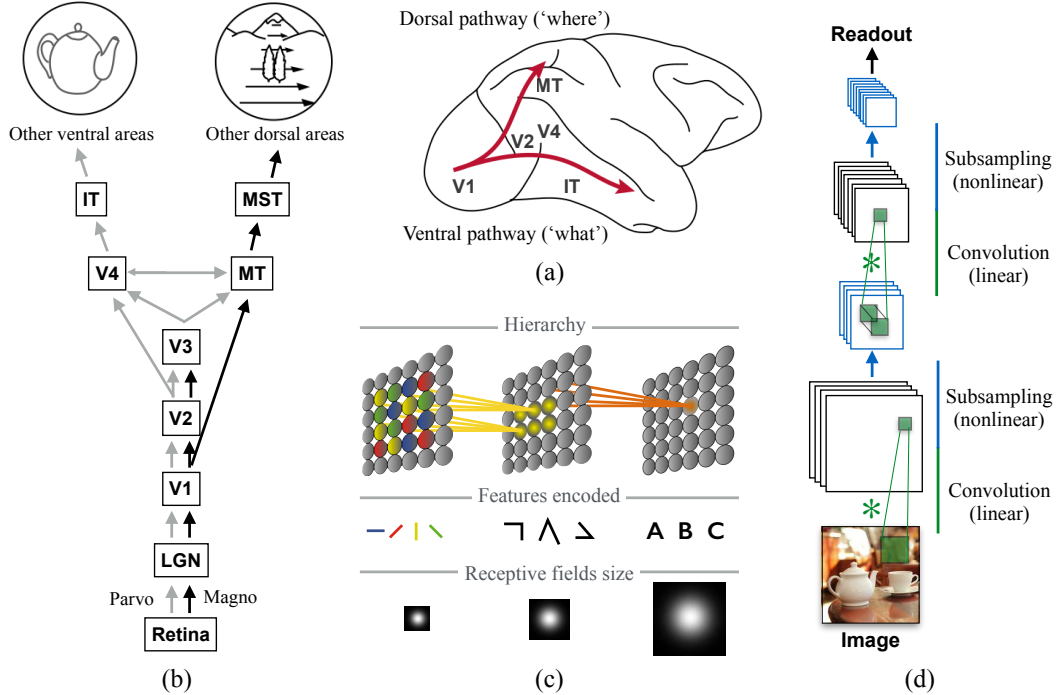 Other ventral areas
Other dorsal areas
IT
MST
V4
MT
V3
V2
V1
LGN
Parvo
Magno
Retina
(b)
Dorsal pathway (‘where’)
MT
V2
V4
V1
IT
Ventral pathway (‘what’)
(a)
Hierarchy
Features encoded
A B C
Receptive fields size
(c)
Readout
Subsampling
(nonlinear)
Convolution
(linear)
*
Subsampling
(nonlinear)
Convolution
(linear)
*
Image
(d)